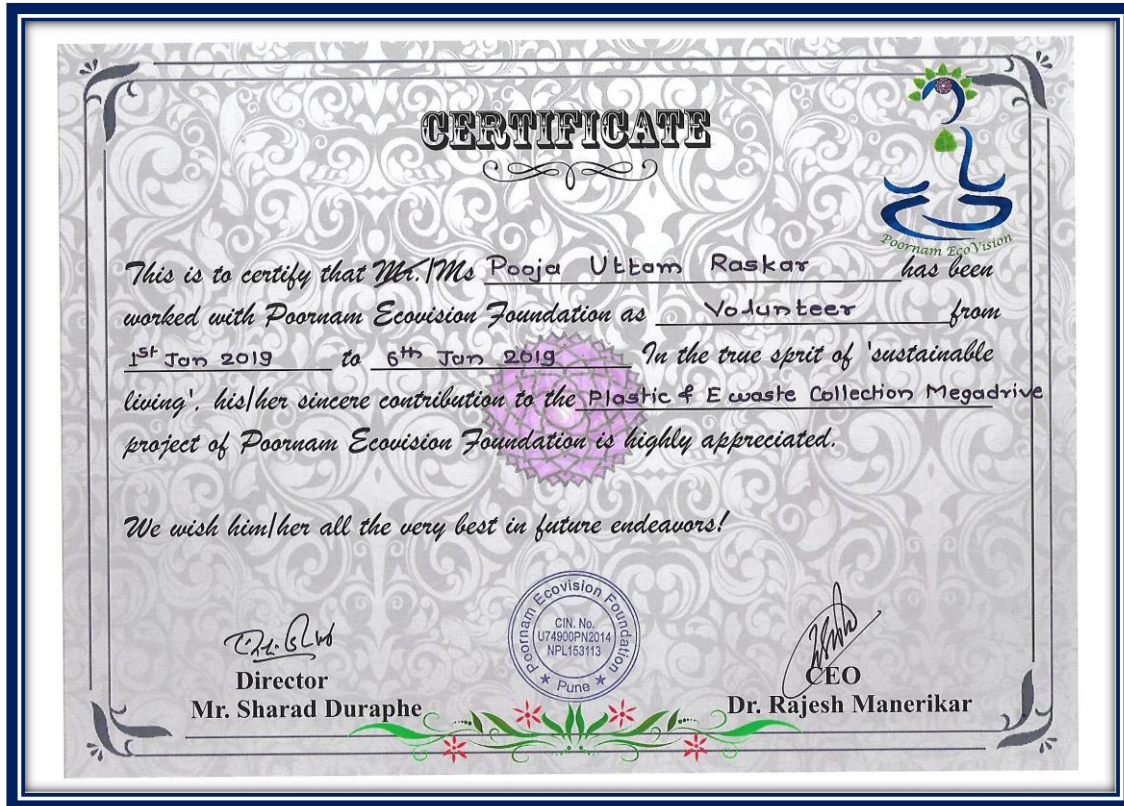 CERTIFICATE
Poornam EcoVision
This is to certify that Mr./Ms Pooja Uttam Raskar has been
worked with Poornam Ecovision Foundation as Volunteer from
1st Jan 2019 to 6th Jan 2019 In the true sprit of 'sustainable
living', his/her sincere contribution to the Plastic & E waste Collection Megadrive
project of Poornam Ecovision Foundation is highly appreciated.
We wish him/her all the very best in future endeavors!
Poornam Ecovision Foundation
CIN. No.
U74900PN2014
NPL153113
* Pune *
Director
Mr. Sharad Duraphe
CEO
Dr. Rajesh Manerikar